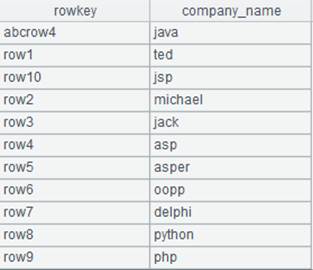 rowkey company_name
abcrow4 java
row1 ted
row10 jsp
row2 michael
row3 jack
row4 asp
row5 asper
row6 oopp
row7 delphi
row8 python
row9 php